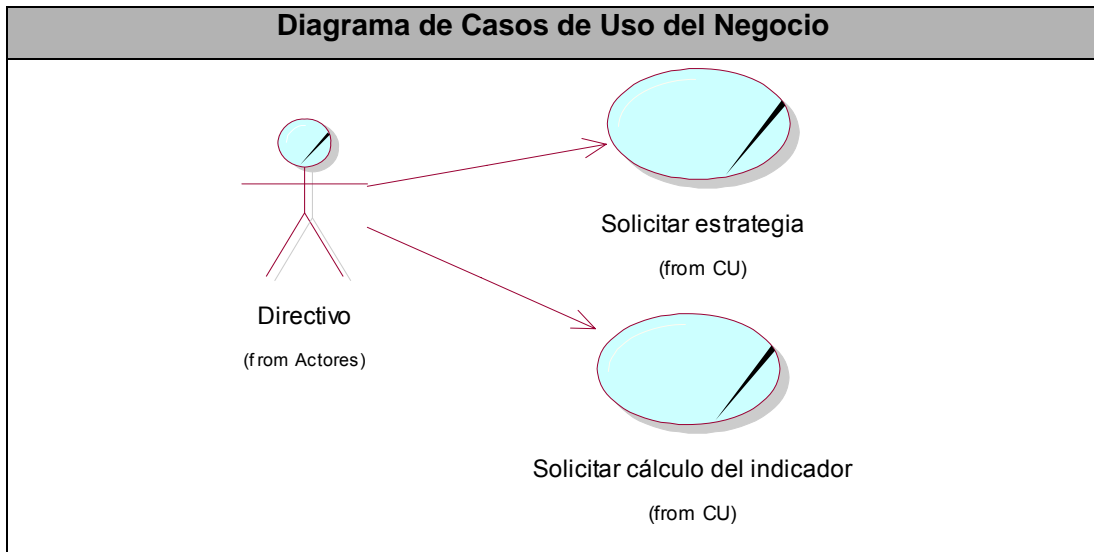 Diagrama de Casos de Uso del Negocio
Solicitar estrategia
(from CU)
Directivo
(from Actores)
Solicitar cálculo del indicador
(from CU)